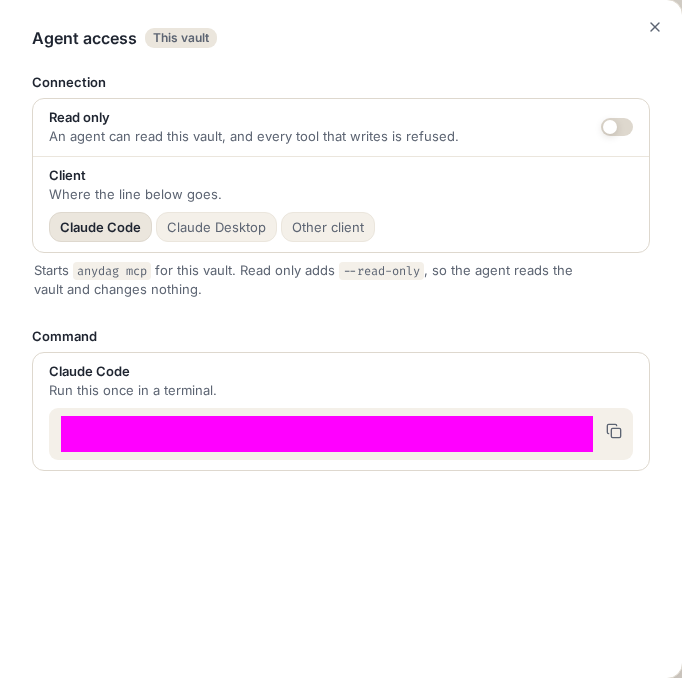 Agent access This vault
Connection
Read only
An agent can read this vault, and every tool that writes is refused.
Client
Where the line below goes.
Claude Code Claude Desktop Other client
Starts anydag mcp for this vault. Read only adds --read-only, so the agent reads the
vault and changes nothing.
Command
Claude Code
Run this once in a terminal.